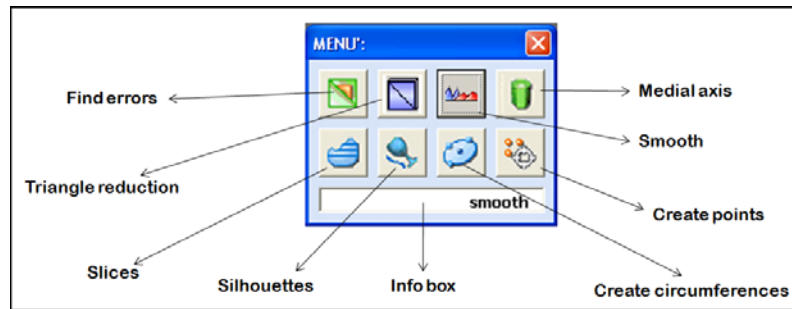 MENU':
Find errors
Medial axis
Smooth
Triangle reduction
smooth
Create points
Slices
Silhouettes
Info box
Create circumferences